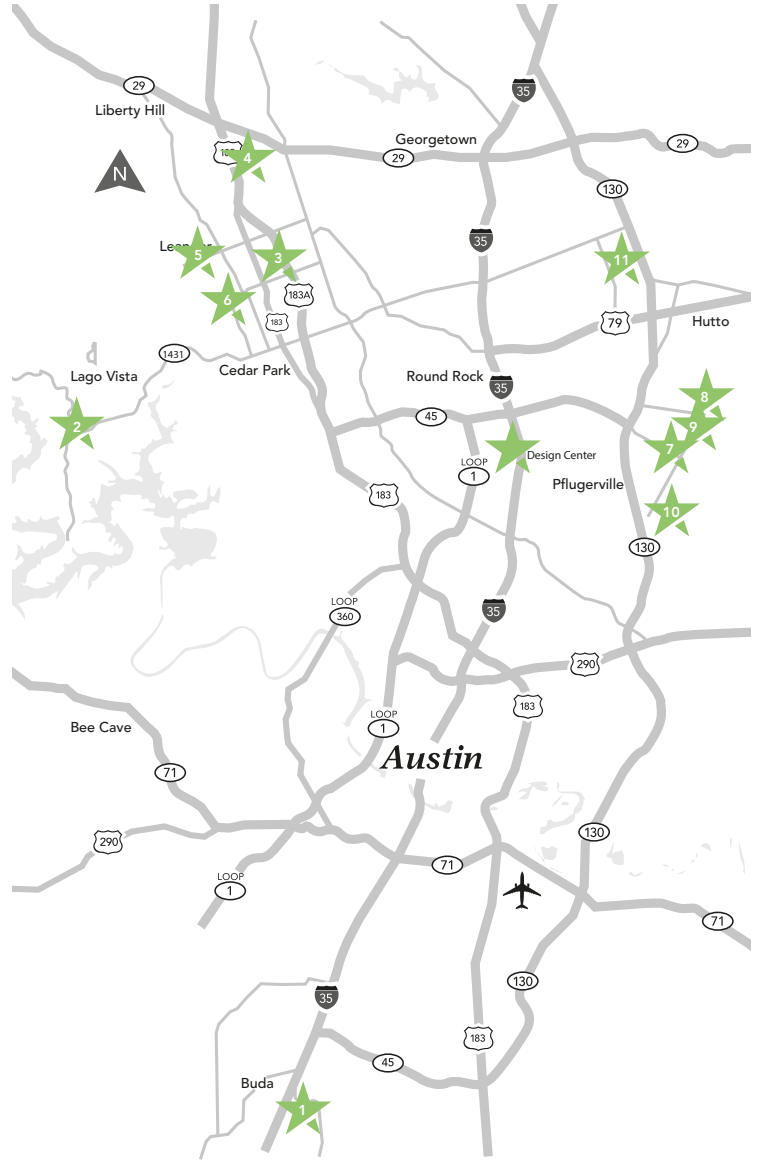 35
29
Liberty Hill
Georgetown
29
29
183
4
N
130
Leander
5
3
35
11
6
183A
183
79
Hutto
1431
Lago Vista
Cedar Park
Round Rock
35
8
45
2
9
7
Design Center
LOOP
1
Pflugerville
183
10
130
LOOP
360
35
290
183
LOOP
1
Bee Cave
Austin
71
130
290
71
LOOP
1
71
130
35
183
45
Buda
1